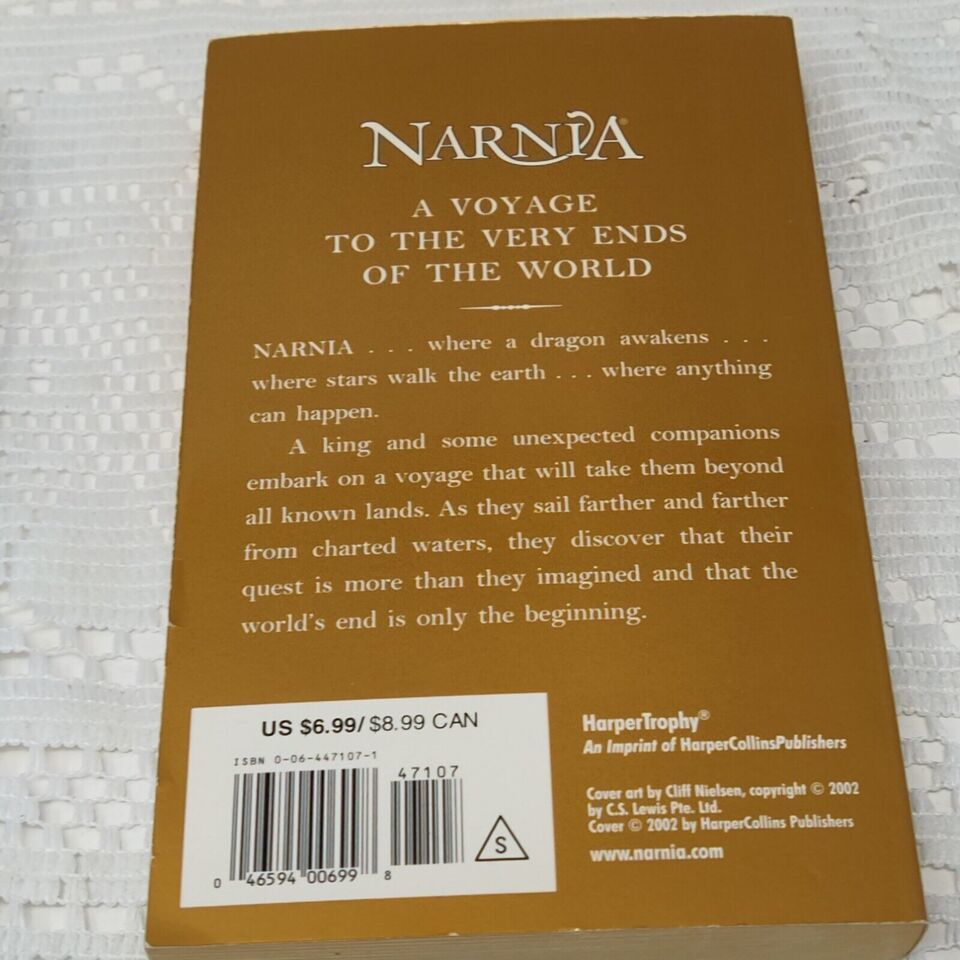 NARNIA®
A VOYAGE
TO THE VERY ENDS
OF THE WORLD
NARNIA . . . where a dragon awakens . . .
where stars walk the earth . . . where anything
can happen.
A king and some unexpected companions
embark on a voyage that will take them beyond
all known lands. As they sail farther and farther
from charted waters, they discover that their
quest is more than they imagined and that the
world's end is only the beginning.
US $6.99/ $8.99 CAN
ISBN 0-06-447107-1
47107
S
0 46594 00699 8
HarperTrophy®
An Imprint of HarperCollinsPublishers
Cover art by Cliff Nielsen, copyright © 2002
by C.S. Lewis Pte. Ltd.
Cover © 2002 by HarperCollins Publishers
www.narnia.com